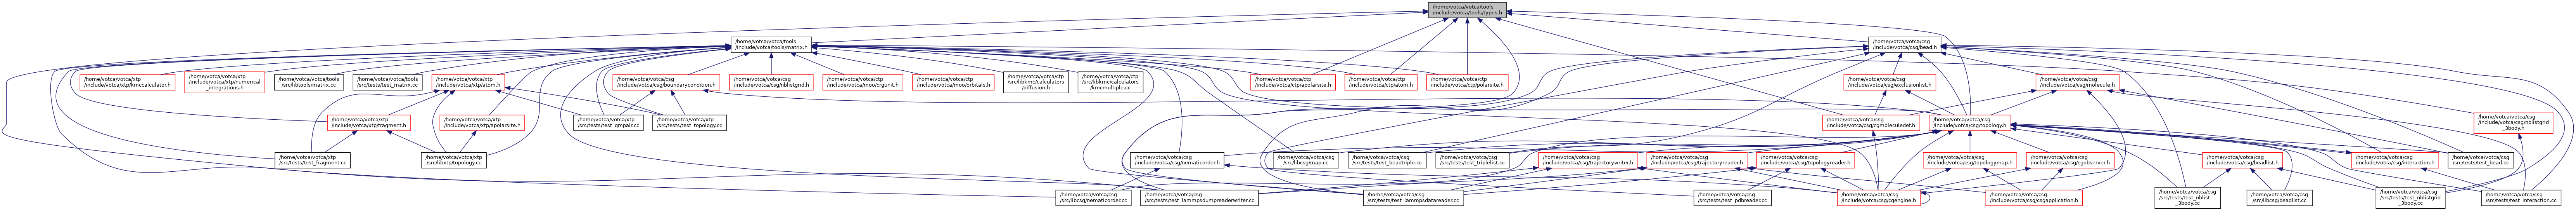 /home/votca/votca/tools
/include/votca/tools/types.h
/home/votca/votca/tools
/include/votca/tools/matrix.h
/home/votca/votca/csg
/include/votca/csg/bead.h
/home/votca/votca/xtp
/include/votca/xtp/kmccalculator.h
/home/votca/votca/xtp
/include/votca/xtp/numerical
_integrations.h
/home/votca/votca/tools
/src/libtools/matrix.cc
/home/votca/votca/tools
/src/tests/test_matrix.cc
/home/votca/votca/xtp
/include/votca/xtp/atom.h
/home/votca/votca/csg
/include/votca/csg/boundarycondition.h
/home/votca/votca/csg
/include/votca/csg/nblistgrid.h
/home/votca/votca/ctp
/include/votca/moo/crgunit.h
/home/votca/votca/ctp
/include/votca/moo/orbitals.h
/home/votca/votca/ctp
/src/libkmc/calculators
/diffusion.h
/home/votca/votca/ctp
/src/libkmc/calculators
/kmcmultiple.cc
/home/votca/votca/ctp
/include/votca/ctp/apolarsite.h
/home/votca/votca/ctp
/include/votca/ctp/atom.h
/home/votca/votca/ctp
/include/votca/ctp/polarsite.h
/home/votca/votca/csg
/include/votca/csg/exclusionlist.h
/home/votca/votca/csg
/include/votca/csg/molecule.h
/home/votca/votca/xtp
/include/votca/xtp/fragment.h
/home/votca/votca/xtp
/include/votca/xtp/apolarsite.h
/home/votca/votca/xtp
/src/tests/test_qmpair.cc
/home/votca/votca/xtp
/src/tests/test_topology.cc
/home/votca/votca/csg
/include/votca/csg/cgmoleculedef.h
/home/votca/votca/csg
/include/votca/csg/topology.h
/home/votca/votca/csg
/include/votca/csg/nblistgrid
_3body.h
/home/votca/votca/xtp
/src/tests/test_fragment.cc
/home/votca/votca/xtp
/src/libxtp/topology.cc
/home/votca/votca/csg
/include/votca/csg/nematicorder.h
/home/votca/votca/csg
/src/libcsg/map.cc
/home/votca/votca/csg
/src/tests/test_beadtriple.cc
/home/votca/votca/csg
/src/tests/test_triplelist.cc
/home/votca/votca/csg
/include/votca/csg/trajectorywriter.h
/home/votca/votca/csg
/include/votca/csg/trajectoryreader.h
/home/votca/votca/csg
/include/votca/csg/topologyreader.h
/home/votca/votca/csg
/include/votca/csg/topologymap.h
/home/votca/votca/csg
/include/votca/csg/cgobserver.h
/home/votca/votca/csg
/include/votca/csg/beadlist.h
/home/votca/votca/csg
/include/votca/csg/interaction.h
/home/votca/votca/csg
/src/tests/test_bead.cc
/home/votca/votca/csg
/src/libcsg/nematicorder.cc
/home/votca/votca/csg
/src/tests/test_lammpsdumpreaderwriter.cc
/home/votca/votca/csg
/src/tests/test_lammpsdatareader.cc
/home/votca/votca/csg
/src/tests/test_pdbreader.cc
/home/votca/votca/csg
/include/votca/csg/cgengine.h
/home/votca/votca/csg
/include/votca/csg/csgapplication.h
/home/votca/votca/csg
/src/tests/test_nblist
_3body.cc
/home/votca/votca/csg
/src/libcsg/beadlist.cc
/home/votca/votca/csg
/src/tests/test_nblistgrid
_3body.cc
/home/votca/votca/csg
/src/tests/test_interaction.cc